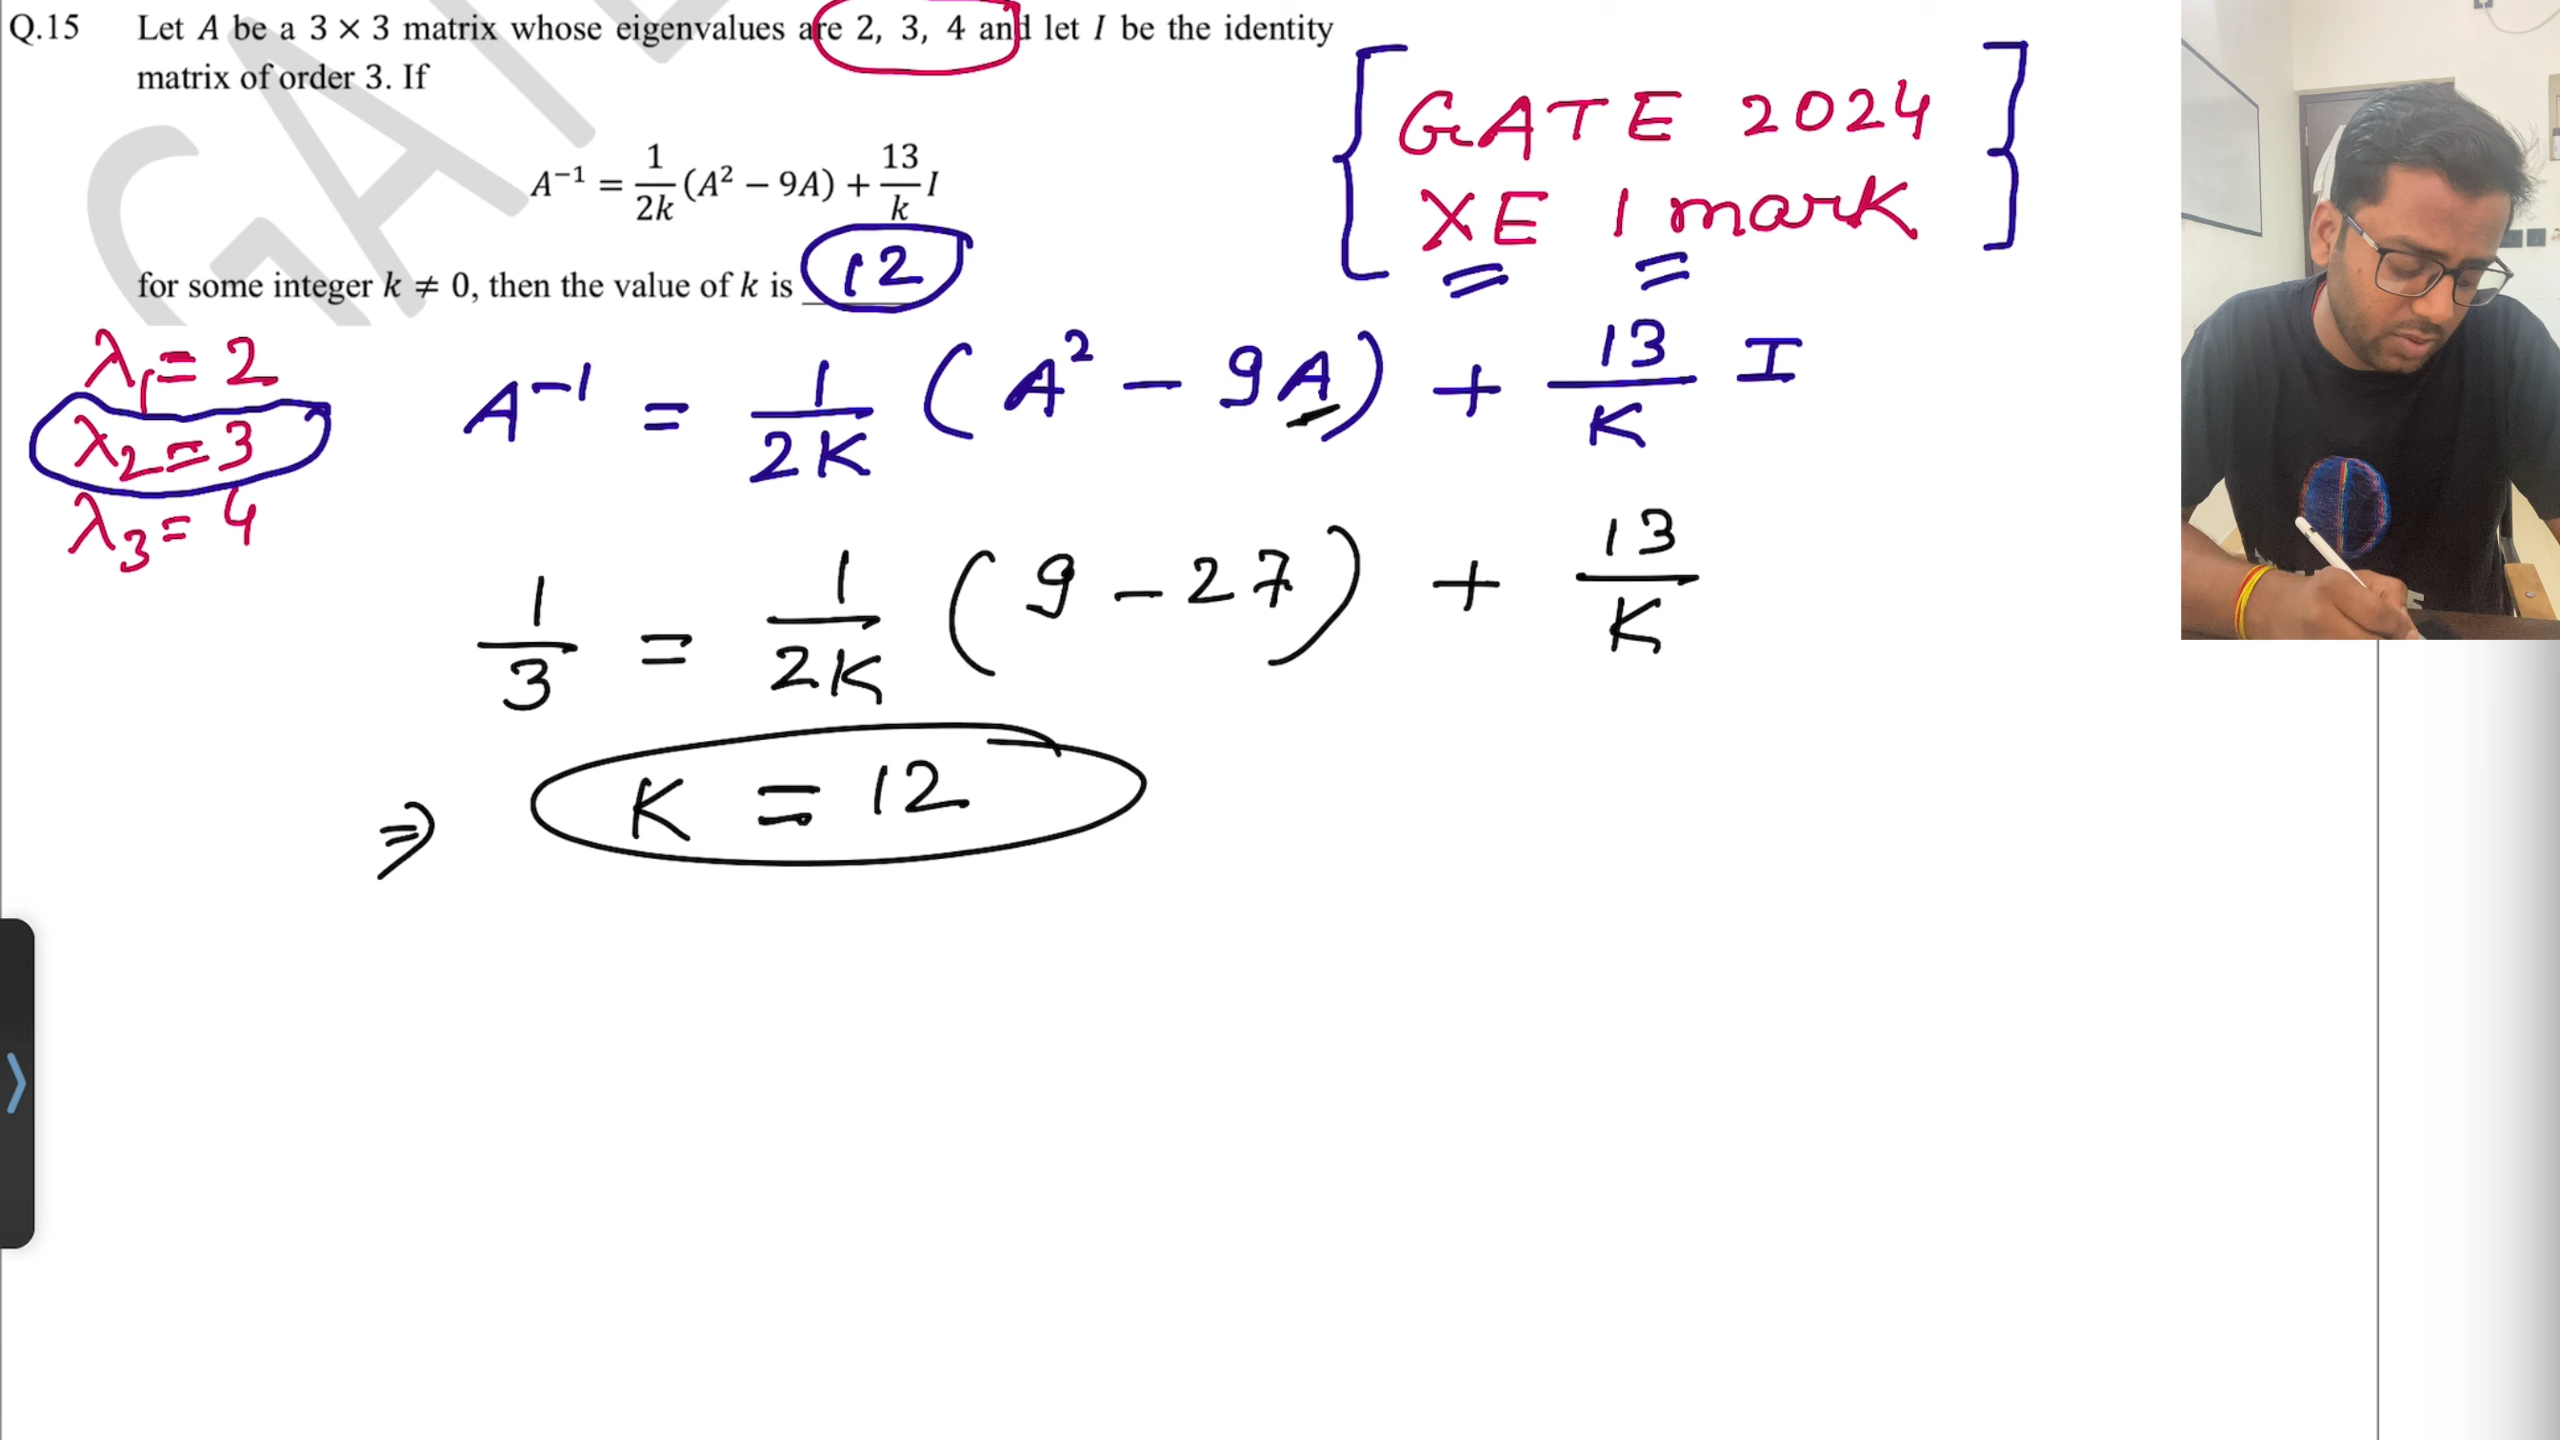 Q.15 Let A be a 3 × 3 matrix whose eigenvalues are 2, 3, 4 and let I be the identity
matrix of order 3. If
A⁻¹ = 1/2k (A² − 9A) + 13/k I
for some integer k ≠ 0, then the value of k is 12
[GATE 2024
XE 1 mark]
λ₁ = 2
λ₂ = 3
λ₃ = 4
A⁻¹ = 1/2K (A² − 9A) + 13/K I
1/3 = 1/2K (9 − 27) + 13/K
⇒ K = 12